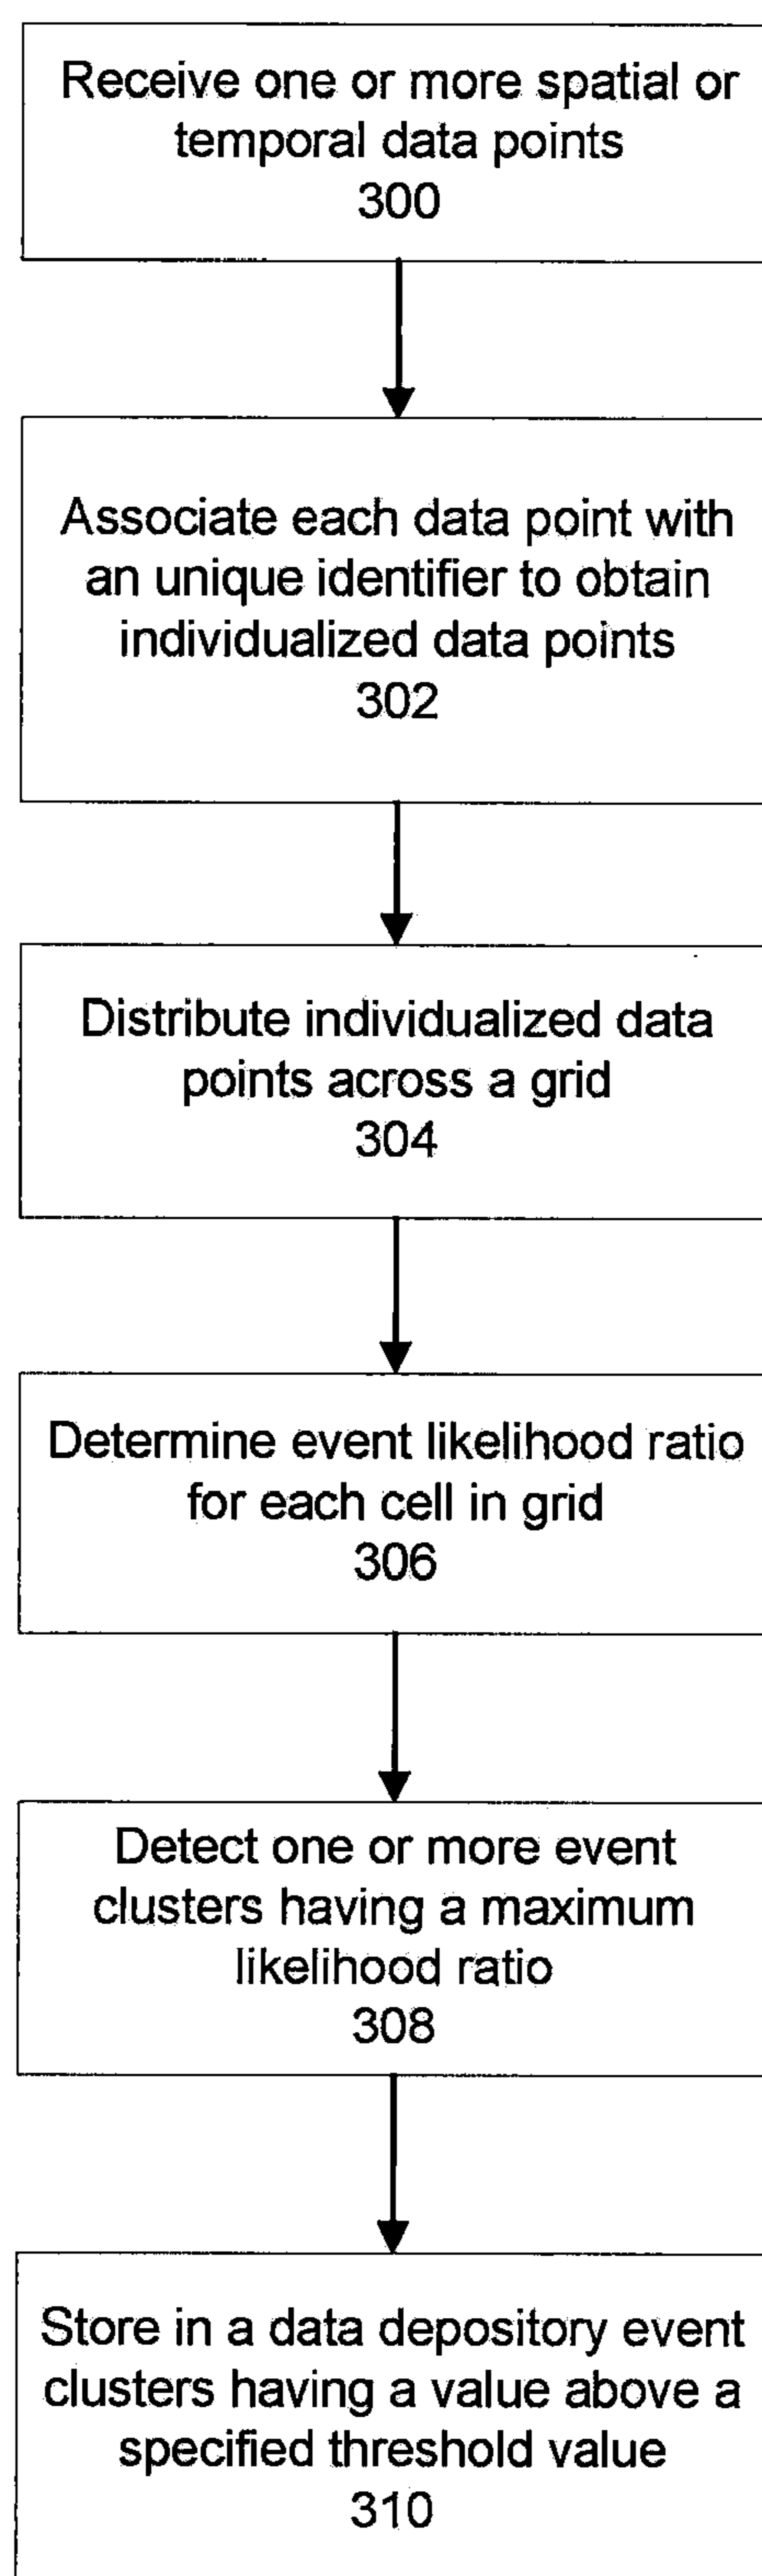 Receive one or more spatial or
temporal data points
300
Associate each data point with
an unique identifier to obtain
individualized data points
302
Distribute individualized data
points across a grid
304
Determine event likelihood ratio
for each cell in grid
306
Detect one or more event
clusters having a maximum
likelihood ratio
308
Store in a data depository event
clusters having a value above a
specified threshold value
310